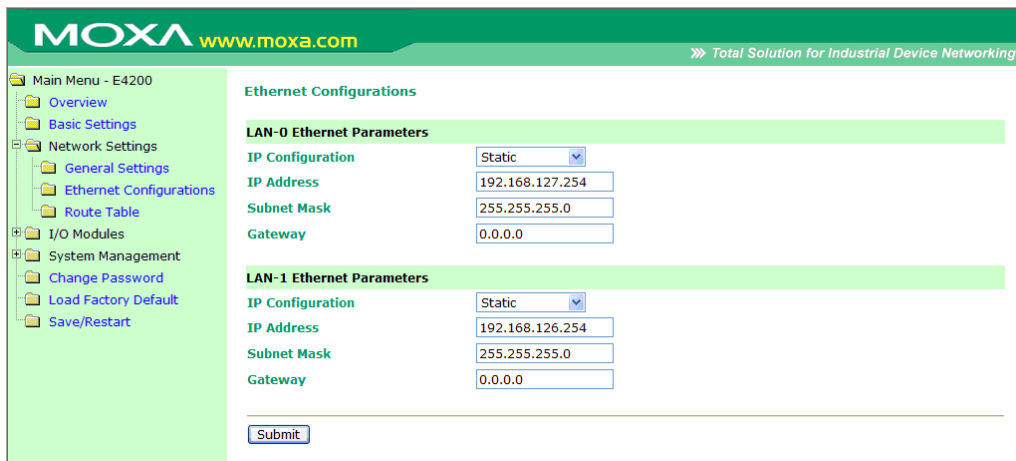 MOXA www.moxa.com
Total Solution for Industrial Device Networking
Main Menu - E4200
Overview
Basic Settings
Network Settings
General Settings
Ethernet Configurations
Route Table
I/O Modules
System Management
Change Password
Load Factory Default
Save/Restart
Ethernet Configurations
LAN-0 Ethernet Parameters
IP Configuration Static
IP Address 192.168.127.254
Subnet Mask 255.255.255.0
Gateway 0.0.0.0
LAN-1 Ethernet Parameters
IP Configuration Static
IP Address 192.168.126.254
Subnet Mask 255.255.255.0
Gateway 0.0.0.0
Submit